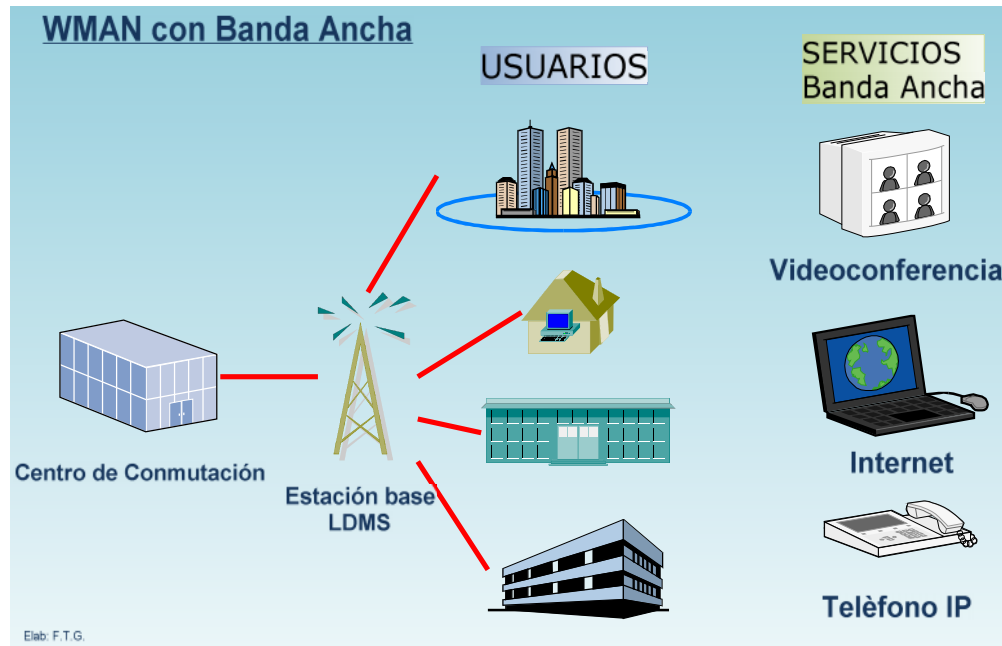 WMAN con Banda Ancha
USUARIOS
SERVICIOS
Banda Ancha
Videoconferencia
Centro de Conmutación
Estación base
LDMS
Internet
Telèfono IP
Elab: F.T.G.